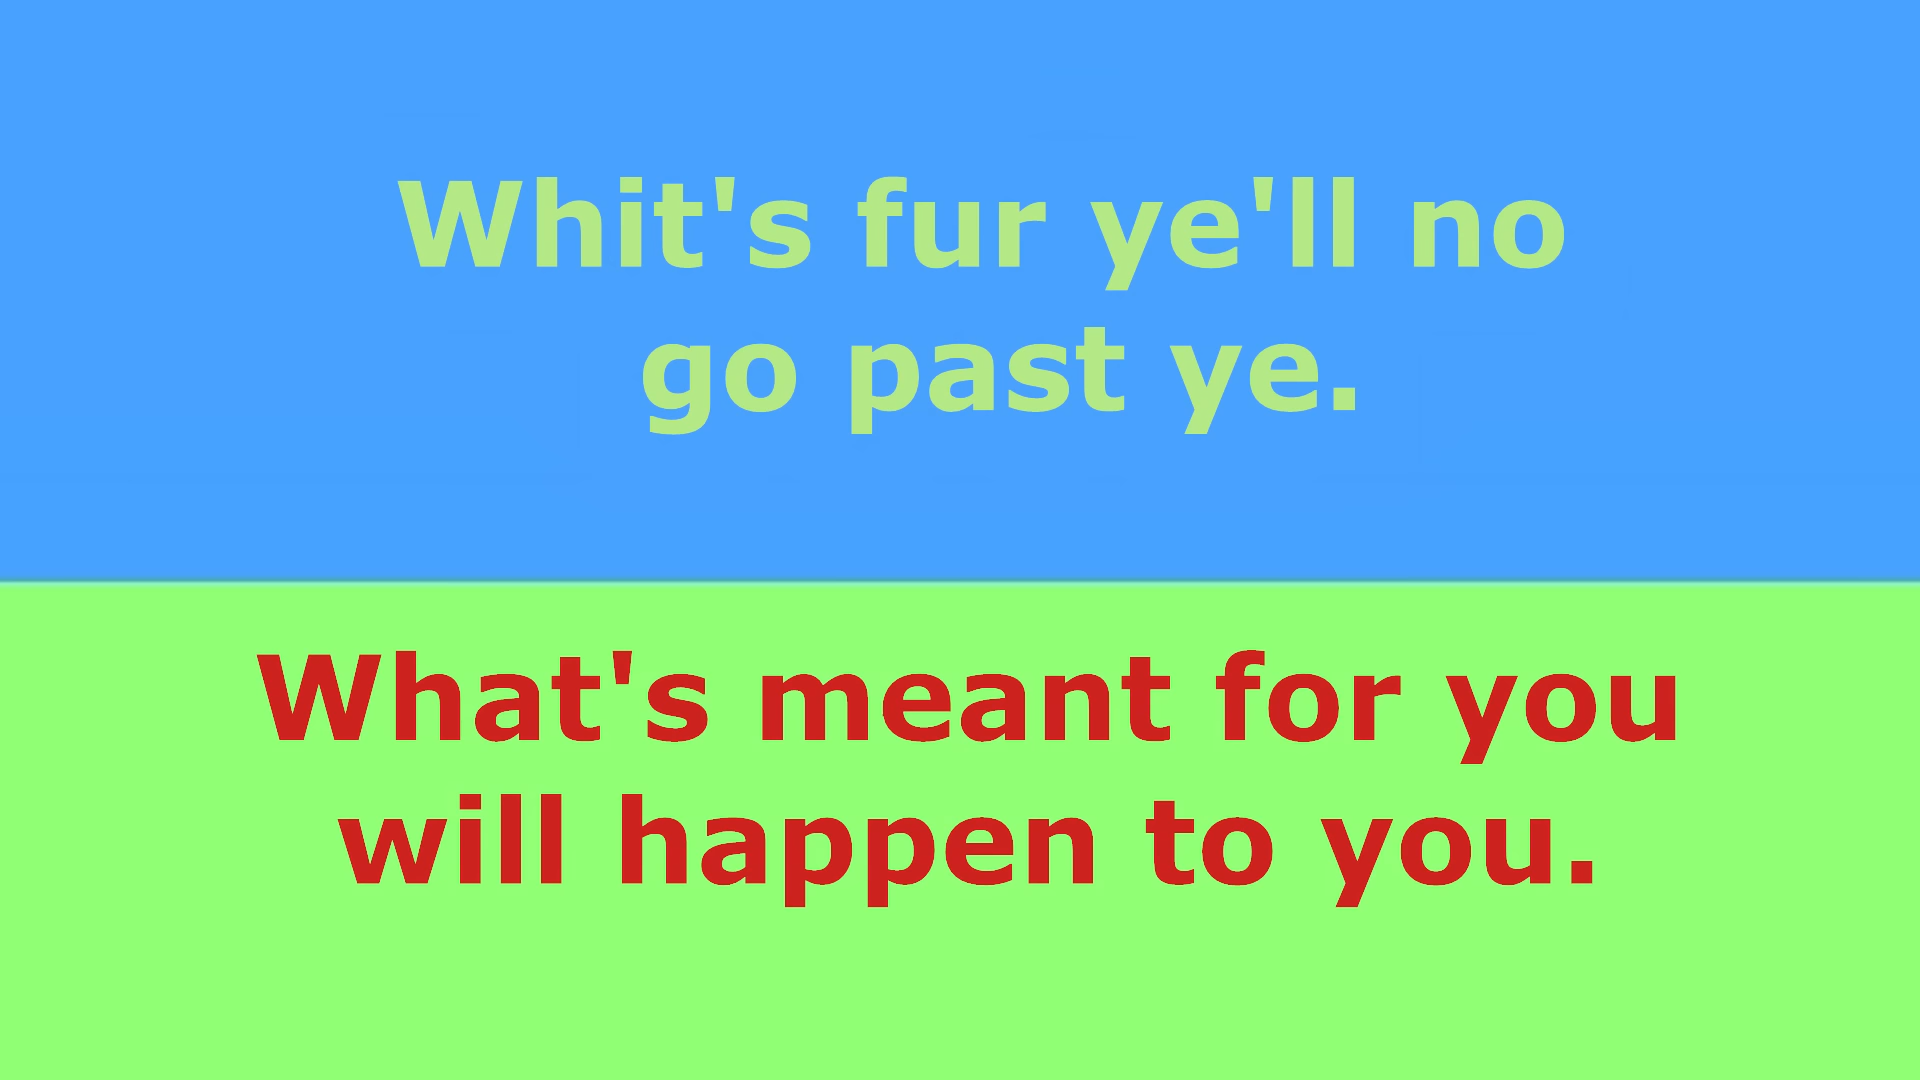 Whit's fur ye'll no
go past ye.
What's meant for you
will happen to you.